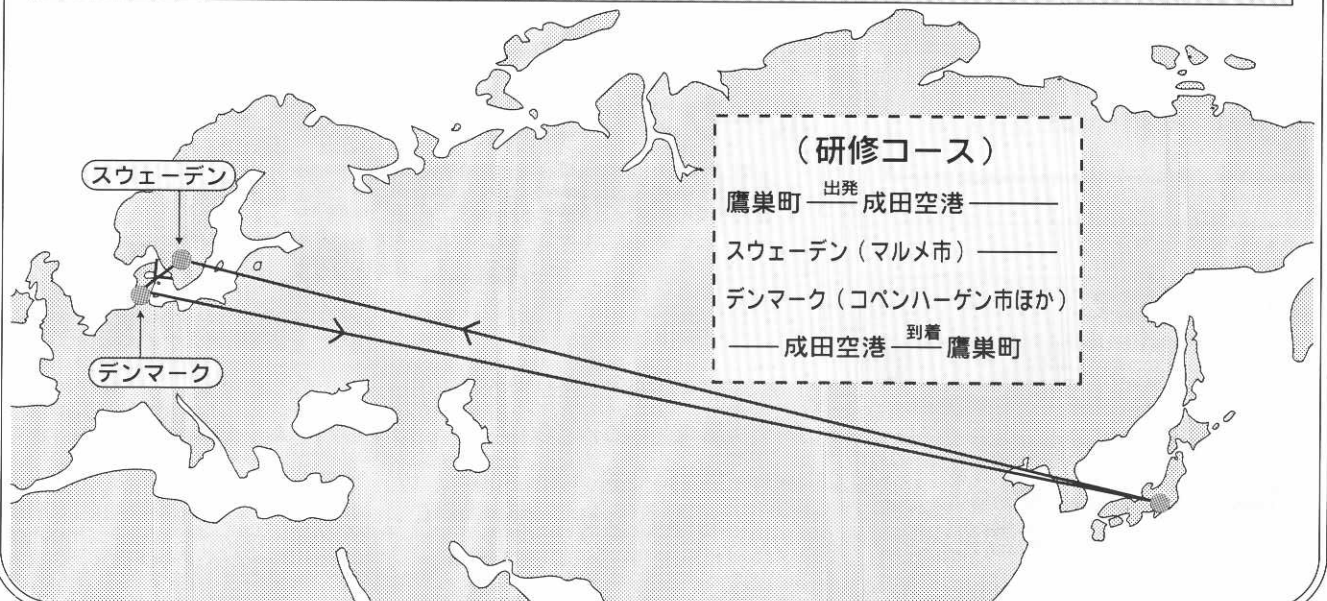 スウェーデン
デンマーク
(研修コース)
鷹巣町―出発―成田空港―――
スウェーデン(マルメ市)―――
デンマーク(コペンハーゲン市ほか)
――成田空港―到着―鷹巣町